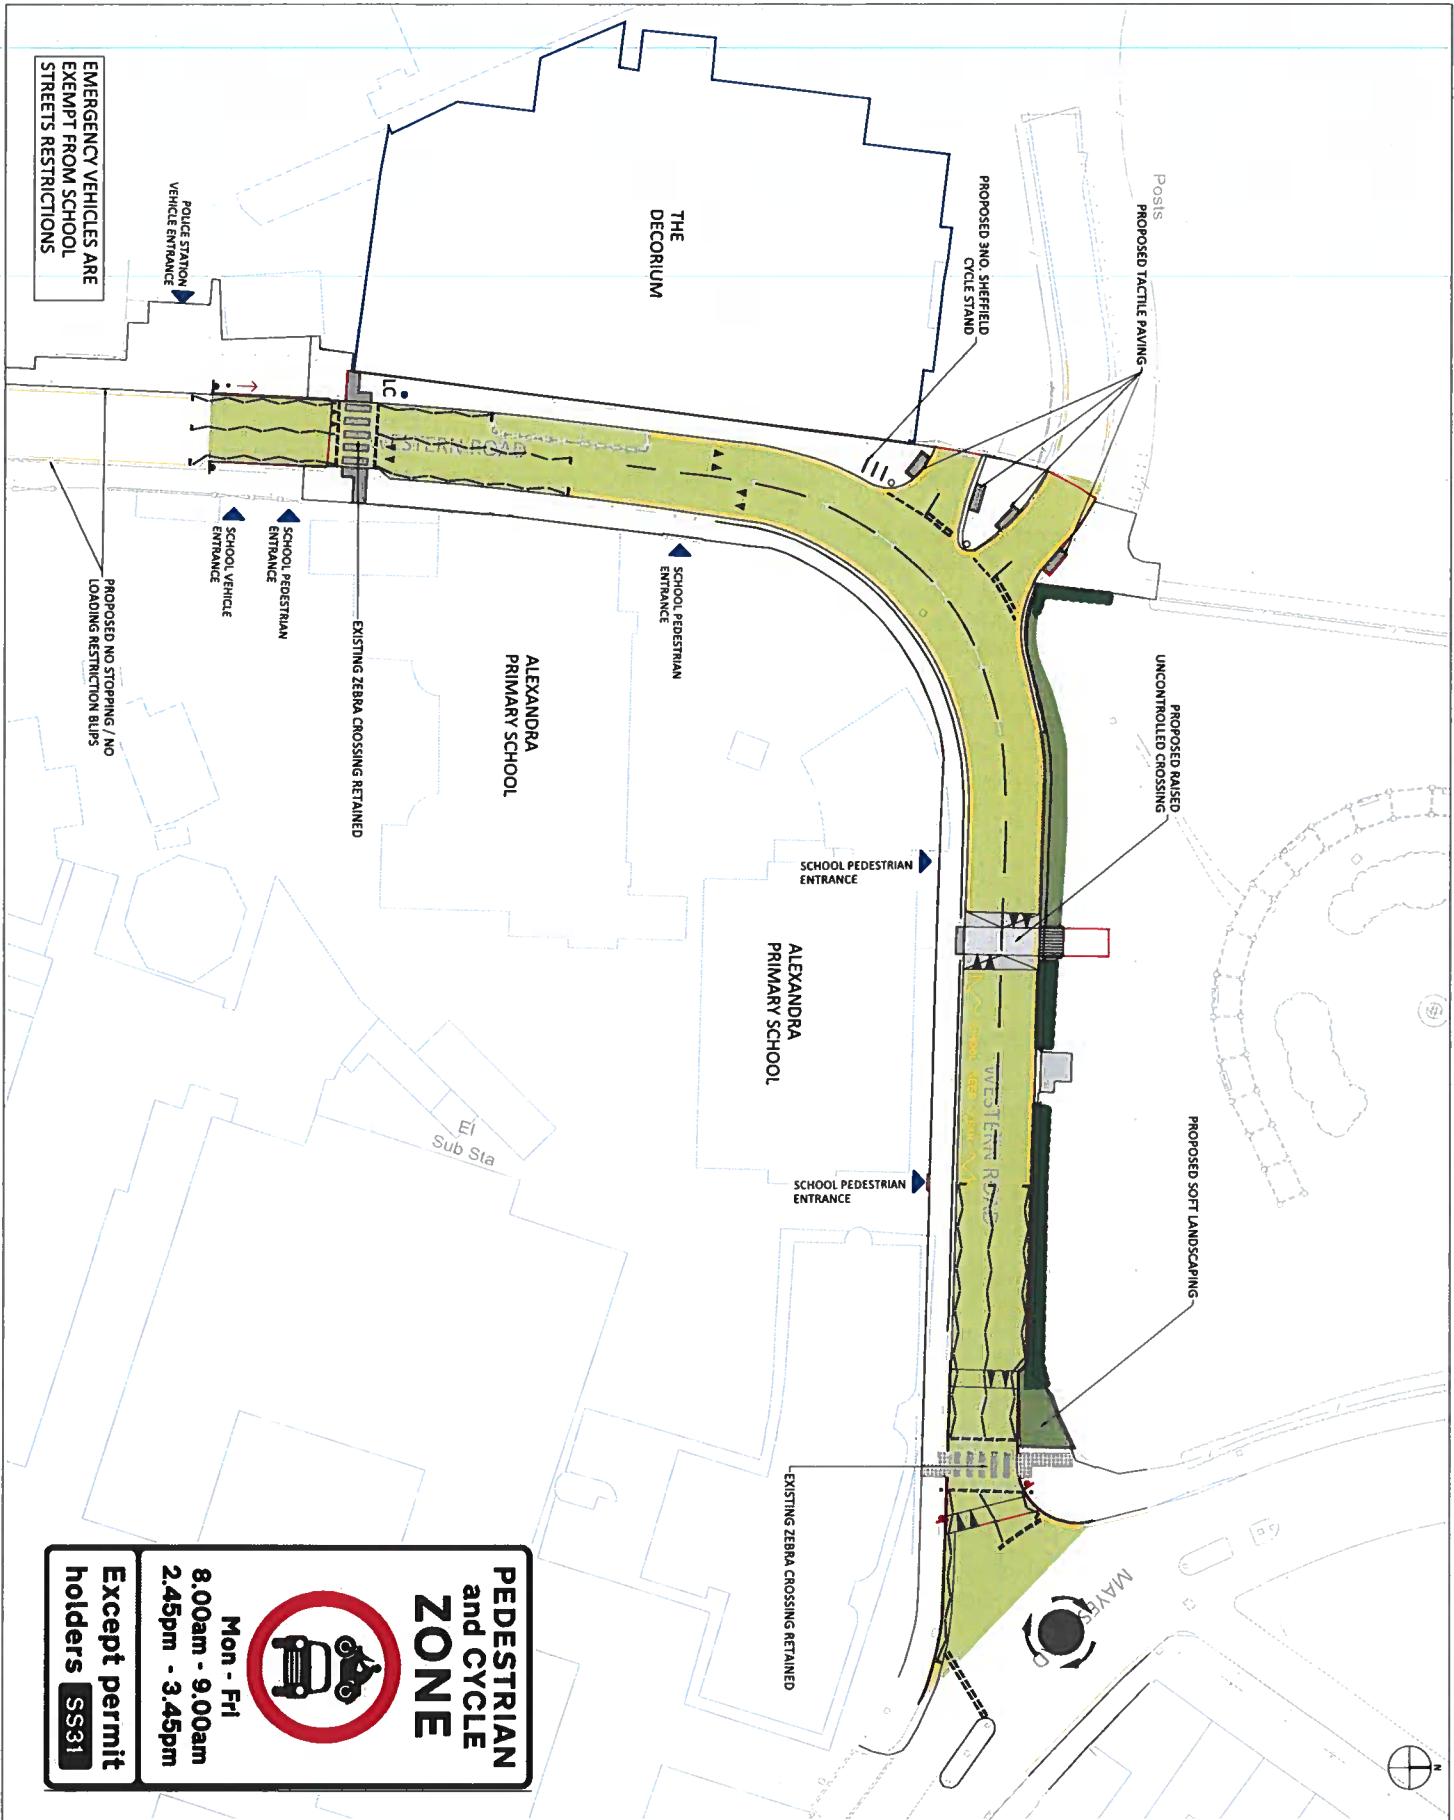 Posts
PROPOSED TACTILE PAVING
PROPOSED 3NO. SHEFFIELD
CYCLE STAND
THE
DECORIUM
POLICE STATION
VEHICLE ENTRANCE
EMERGENCY VEHICLES ARE
EXEMPT FROM SCHOOL
STREETS RESTRICTIONS
LC
WESTERN ROAD
SCHOOL PEDESTRIAN
ENTRANCE
SCHOOL PEDESTRIAN
ENTRANCE
SCHOOL VEHICLE
ENTRANCE
PROPOSED NO STOPPING / NO
LOADING RESTRICTION BLIPS
EXISTING ZEBRA CROSSING RETAINED
ALEXANDRA
PRIMARY SCHOOL
PROPOSED RAISED
UNCONTROLLED CROSSING
SCHOOL PEDESTRIAN
ENTRANCE
ALEXANDRA
PRIMARY SCHOOL
WESTERN ROAD
SCHOOL PEDESTRIAN
ENTRANCE
El
Sub Sta
PROPOSED SOFT LANDSCAPING
EXISTING ZEBRA CROSSING RETAINED
MAYES
D
N
PEDESTRIAN
and CYCLE
ZONE
Mon - Fri
8.00am - 9.00am
2.45pm - 3.45pm
Except permit
holders SS31